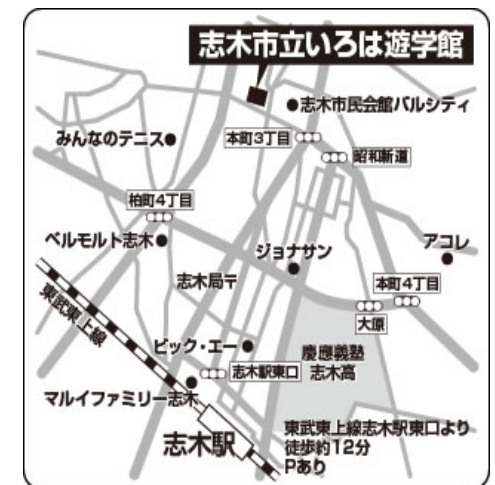 志木市立いろは遊学館
志木市民会館パルシティ
みんなのテニス
本町3丁目
昭和新道
柏町4丁目
ベルモルト志木
ジョナサン
アコレ
志木局〒
本町4丁目
大原
東武東上線
ビック・エー
慶應義塾
志木高
志木駅東口
マルイファミリー志木
志木駅
東武東上線志木駅東口より
徒歩約12分
Pあり